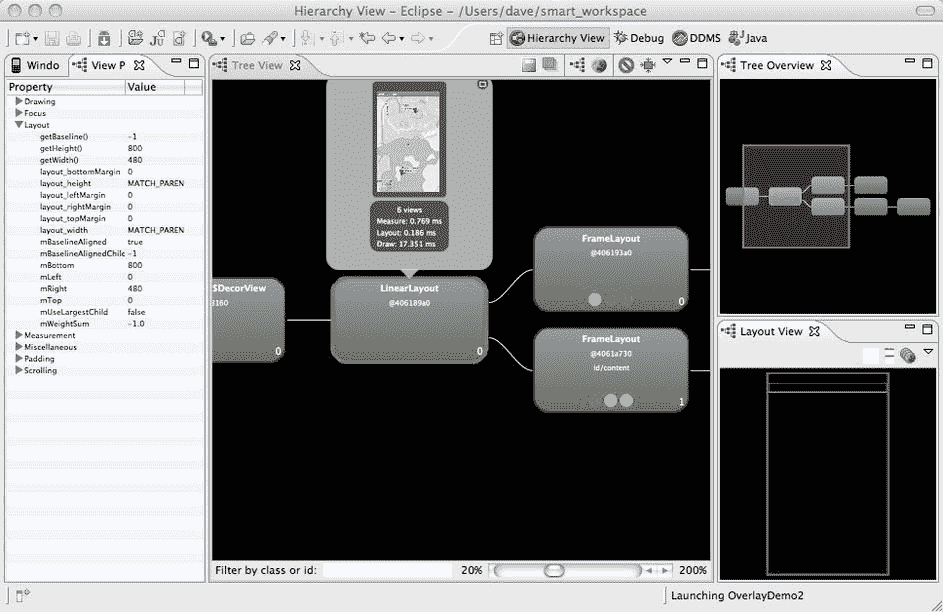 Hierarchy View – Eclipse – /Users/dave/smart_workspace
Hierarchy View Debug DDMS Java
Windo View P
Property Value
Drawing
Focus
Layout
getBaseline() -1
getHeight() 800
getWidth() 480
layout_bottomMargin 0
layout_height MATCH_PAREN
layout_leftMargin 0
layout_rightMargin 0
layout_topMargin 0
layout_width MATCH_PAREN
mBaselineAligned true
mBaselineAlignedChilc -1
mBottom 800
mLeft 0
mRight 480
mTop 0
mUseLargestChild false
mWeightSum -1.0
Measurement
Miscellaneous
Padding
Scrolling
Tree View
6 views
Measure: 0.769 ms
Layout: 0.186 ms
Draw: 17.351 ms
$DecorView
3160
0
LinearLayout
@406189a0
0
FrameLayout
@406193a0
0
FrameLayout
@4061a730
id/content
1
Filter by class or id: 20% 200%
Tree Overview
Layout View
Launching OverlayDemo2